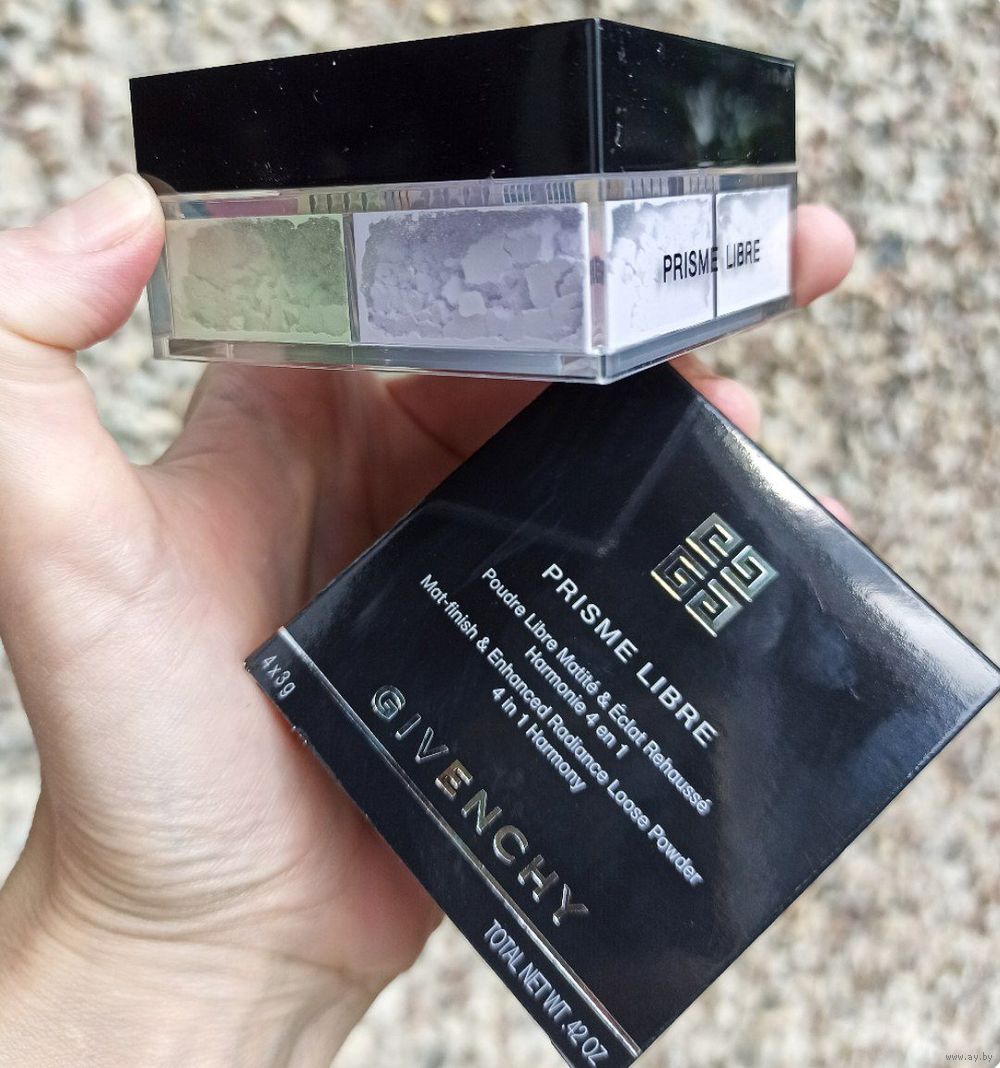 PRISME LIBRE
PRISME LIBRE
Poudre Libre Matité & Éclat Rehaussé
Harmonie 4 en 1
Mat-finish & Enhanced Radiance Loose Powder
4 in 1 Harmony
GIVENCHY
4x3g
TOTAL NET WT .42 OZ
www.ay.by